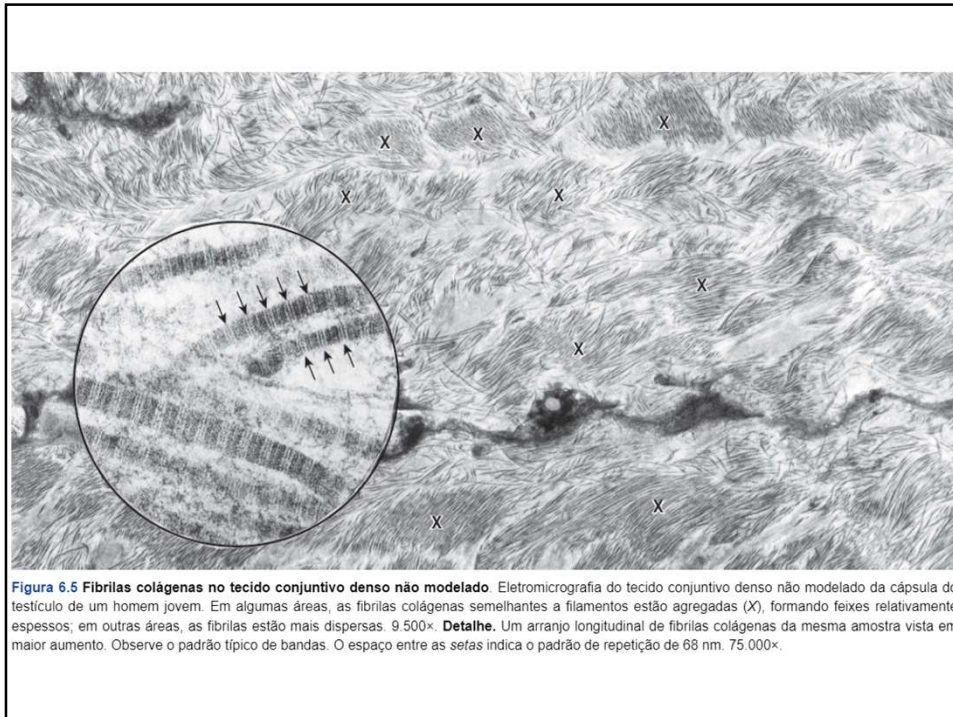 X X X
X X
X
X
X X
Figura 6.5 Fibrilas colágenas no tecido conjuntivo denso não modelado. Eletromicrografia do tecido conjuntivo denso não modelado da cápsula do
testículo de um homem jovem. Em algumas áreas, as fibrilas colágenas semelhantes a filamentos estão agregadas (X), formando feixes relativamente
espessos; em outras áreas, as fibrilas estão mais dispersas. 9.500×. Detalhe. Um arranjo longitudinal de fibrilas colágenas da mesma amostra vista em
maior aumento. Observe o padrão típico de bandas. O espaço entre as setas indica o padrão de repetição de 68 nm. 75.000×.